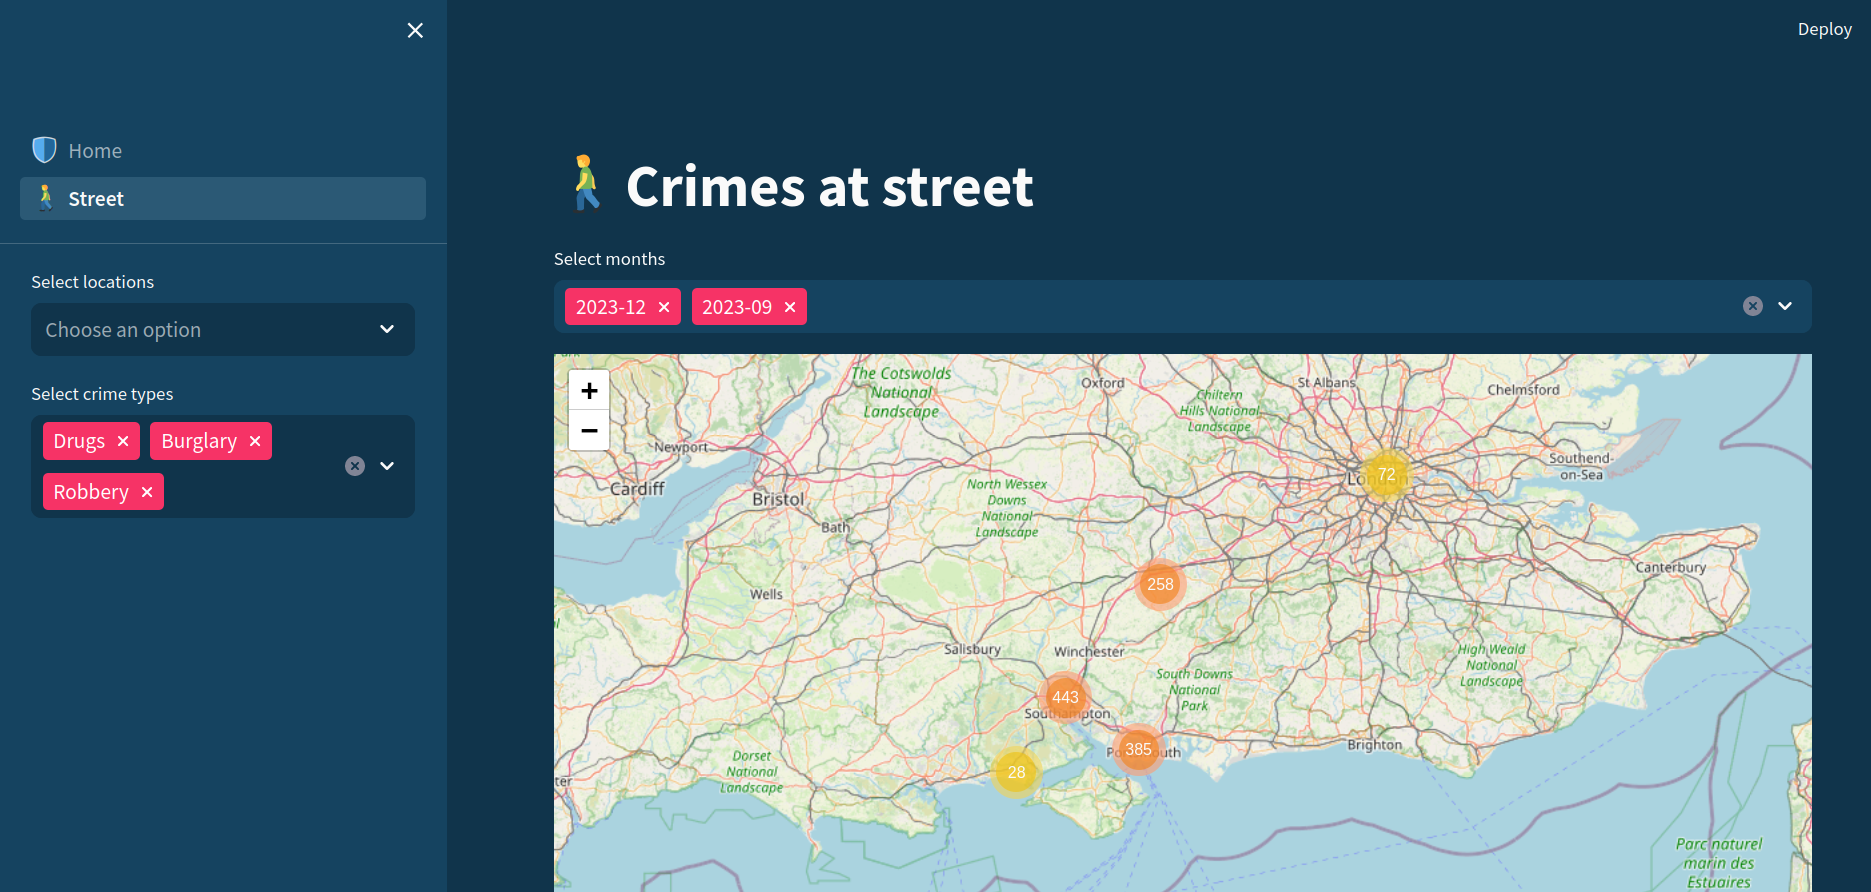 Deploy
Home
Street
Select locations
Choose an option
Select crime types
Drugs
Burglary
Robbery
Crimes at street
Select months
2023-12
2023-09
+
−
The Cotswolds
National
Landscape
Oxford
St Albans
Chelmsford
Chiltern
Hills National
Landscape
Newport
Cardiff
Bristol
Bath
North Wessex
Downs
National
Landscape
72
Southend-
on-Sea
258
Canterbury
Wells
Salisbury
Winchester
High Weald
National
Landscape
South Downs
National
Park
443
Southampton
385
Brighton
28
Dorset
National
Landscape
ter
Parc naturel
marin des
Estuaires